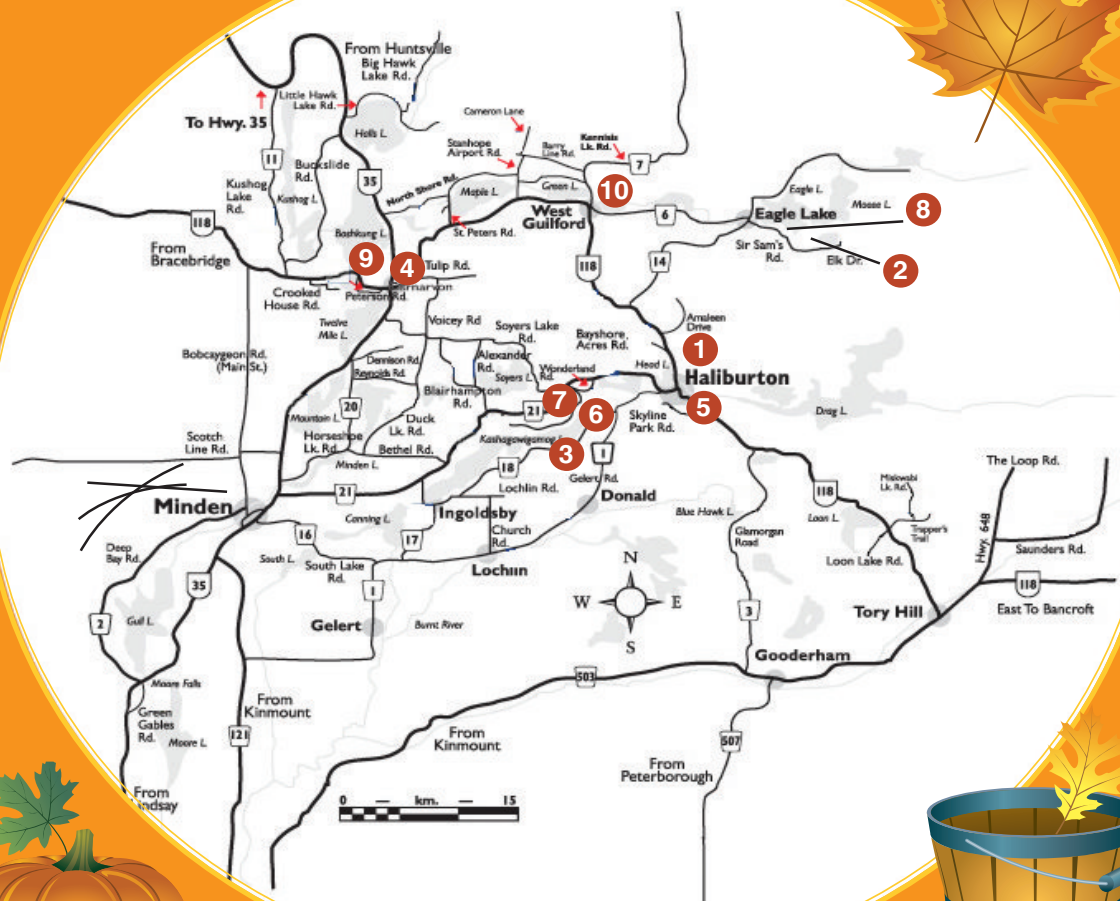 From Huntsville
Big Hawk
Lake Rd.
Little Hawk
Lake Rd.
To Hwy. 35
Halls L.
Cameron Lane
Stanhope
Airport Rd.
Barry
Line Rd.
Kennisis
Lk. Rd.
7
11
Buckslide
Rd.
35
Kushog
Lake
Rd.
Kushog L.
North Shore Rd.
Maple L.
Green L.
10
Eagle L.
Moose L.
8
118
West
Guilford
6
Eagle Lake
From
Bracebridge
Boshkung L.
St. Peters Rd.
Sir Sam's
Rd.
Elk Dr.
2
9
4
Tulip Rd.
118
14
Crooked
House Rd.
Peterson Rd.
Twelve
Mile L.
Voicey Rd
Soyers Lake
Rd.
Bayshore
Acres Rd.
Amaleen
Drive
1
Bobcaygeon Rd.
(Main St.)
Dennison Rd.
Reynolds Rd.
Alexander
Rd.
Soyers L.
Wonderland
Rd.
Head L.
Haliburton
Blairhampton
Rd.
20
21
7
6
5
Mountain L.
Duck
Lk. Rd.
Skyline
Park Rd.
Drag L.
Scotch
Line Rd.
Horseshoe
Lk. Rd.
Bethel Rd.
Kashagawigamog L.
3
1
Minden L.
18
Gelert Rd.
The Loop Rd.
21
Lochlin Rd.
118
Miskwabi
Lk. Rd.
Minden
Canning L.
Ingoldsby
Donald
Blue Hawk L.
Loon L.
Trapper's
Trail
16
17
Church
Rd.
Glamorgan
Road
Hwy. 648
Deep
Bay Rd.
South L.
South Lake
Rd.
Lochlin
Loon Lake Rd.
Saunders Rd.
35
1
N
118
W
E
S
3
Tory Hill
East To Bancroft
2
Gull L.
Gelert
Burnt River
Gooderham
Moore Falls
503
Green
Gables
Rd.
Moore L.
From
Kinmount
121
From
Kinmount
507
From
Peterborough
From
Lindsay
0 — km. — 15